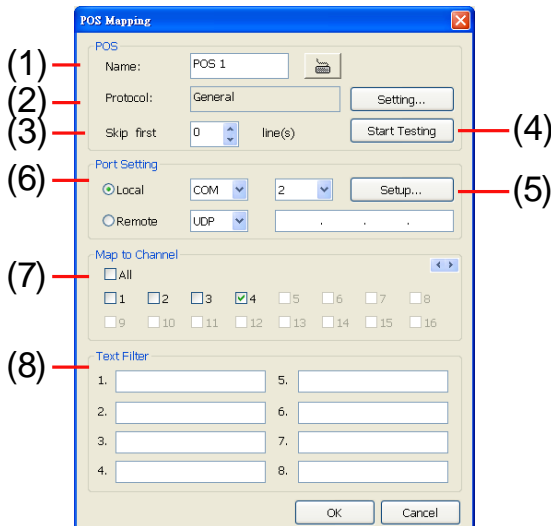 POS Mapping
POS
(1) Name: POS 1
(2) Protocol: General Setting...
(3) Skip first 0 line(s) Start Testing (4)
Port Setting
(6) Local COM 2 Setup... (5)
Remote UDP . . .
Map to Channel
(7) All
1 2 3 4 5 6 7 8
9 10 11 12 13 14 15 16
Text Filter
(8) 1. 5.
2. 6.
3. 7.
4. 8.
OK Cancel